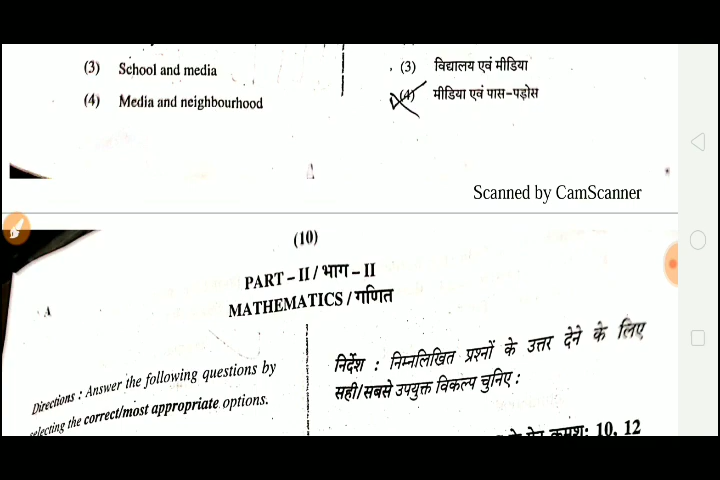 (3) School and media
(4) Media and neighbourhood
(3) विद्यालय एवं मीडिया
(4) मीडिया एवं पास-पड़ोस
A
Scanned by CamScanner
(10)
PART – II / भाग – II
MATHEMATICS / गणित
A
Directions : Answer the following questions by
selecting the correct/most appropriate options.
निर्देश : निम्नलिखित प्रश्नों के उत्तर देने के लिए
सही/सबसे उपयुक्त विकल्प चुनिए :
क्रमशः 10, 12